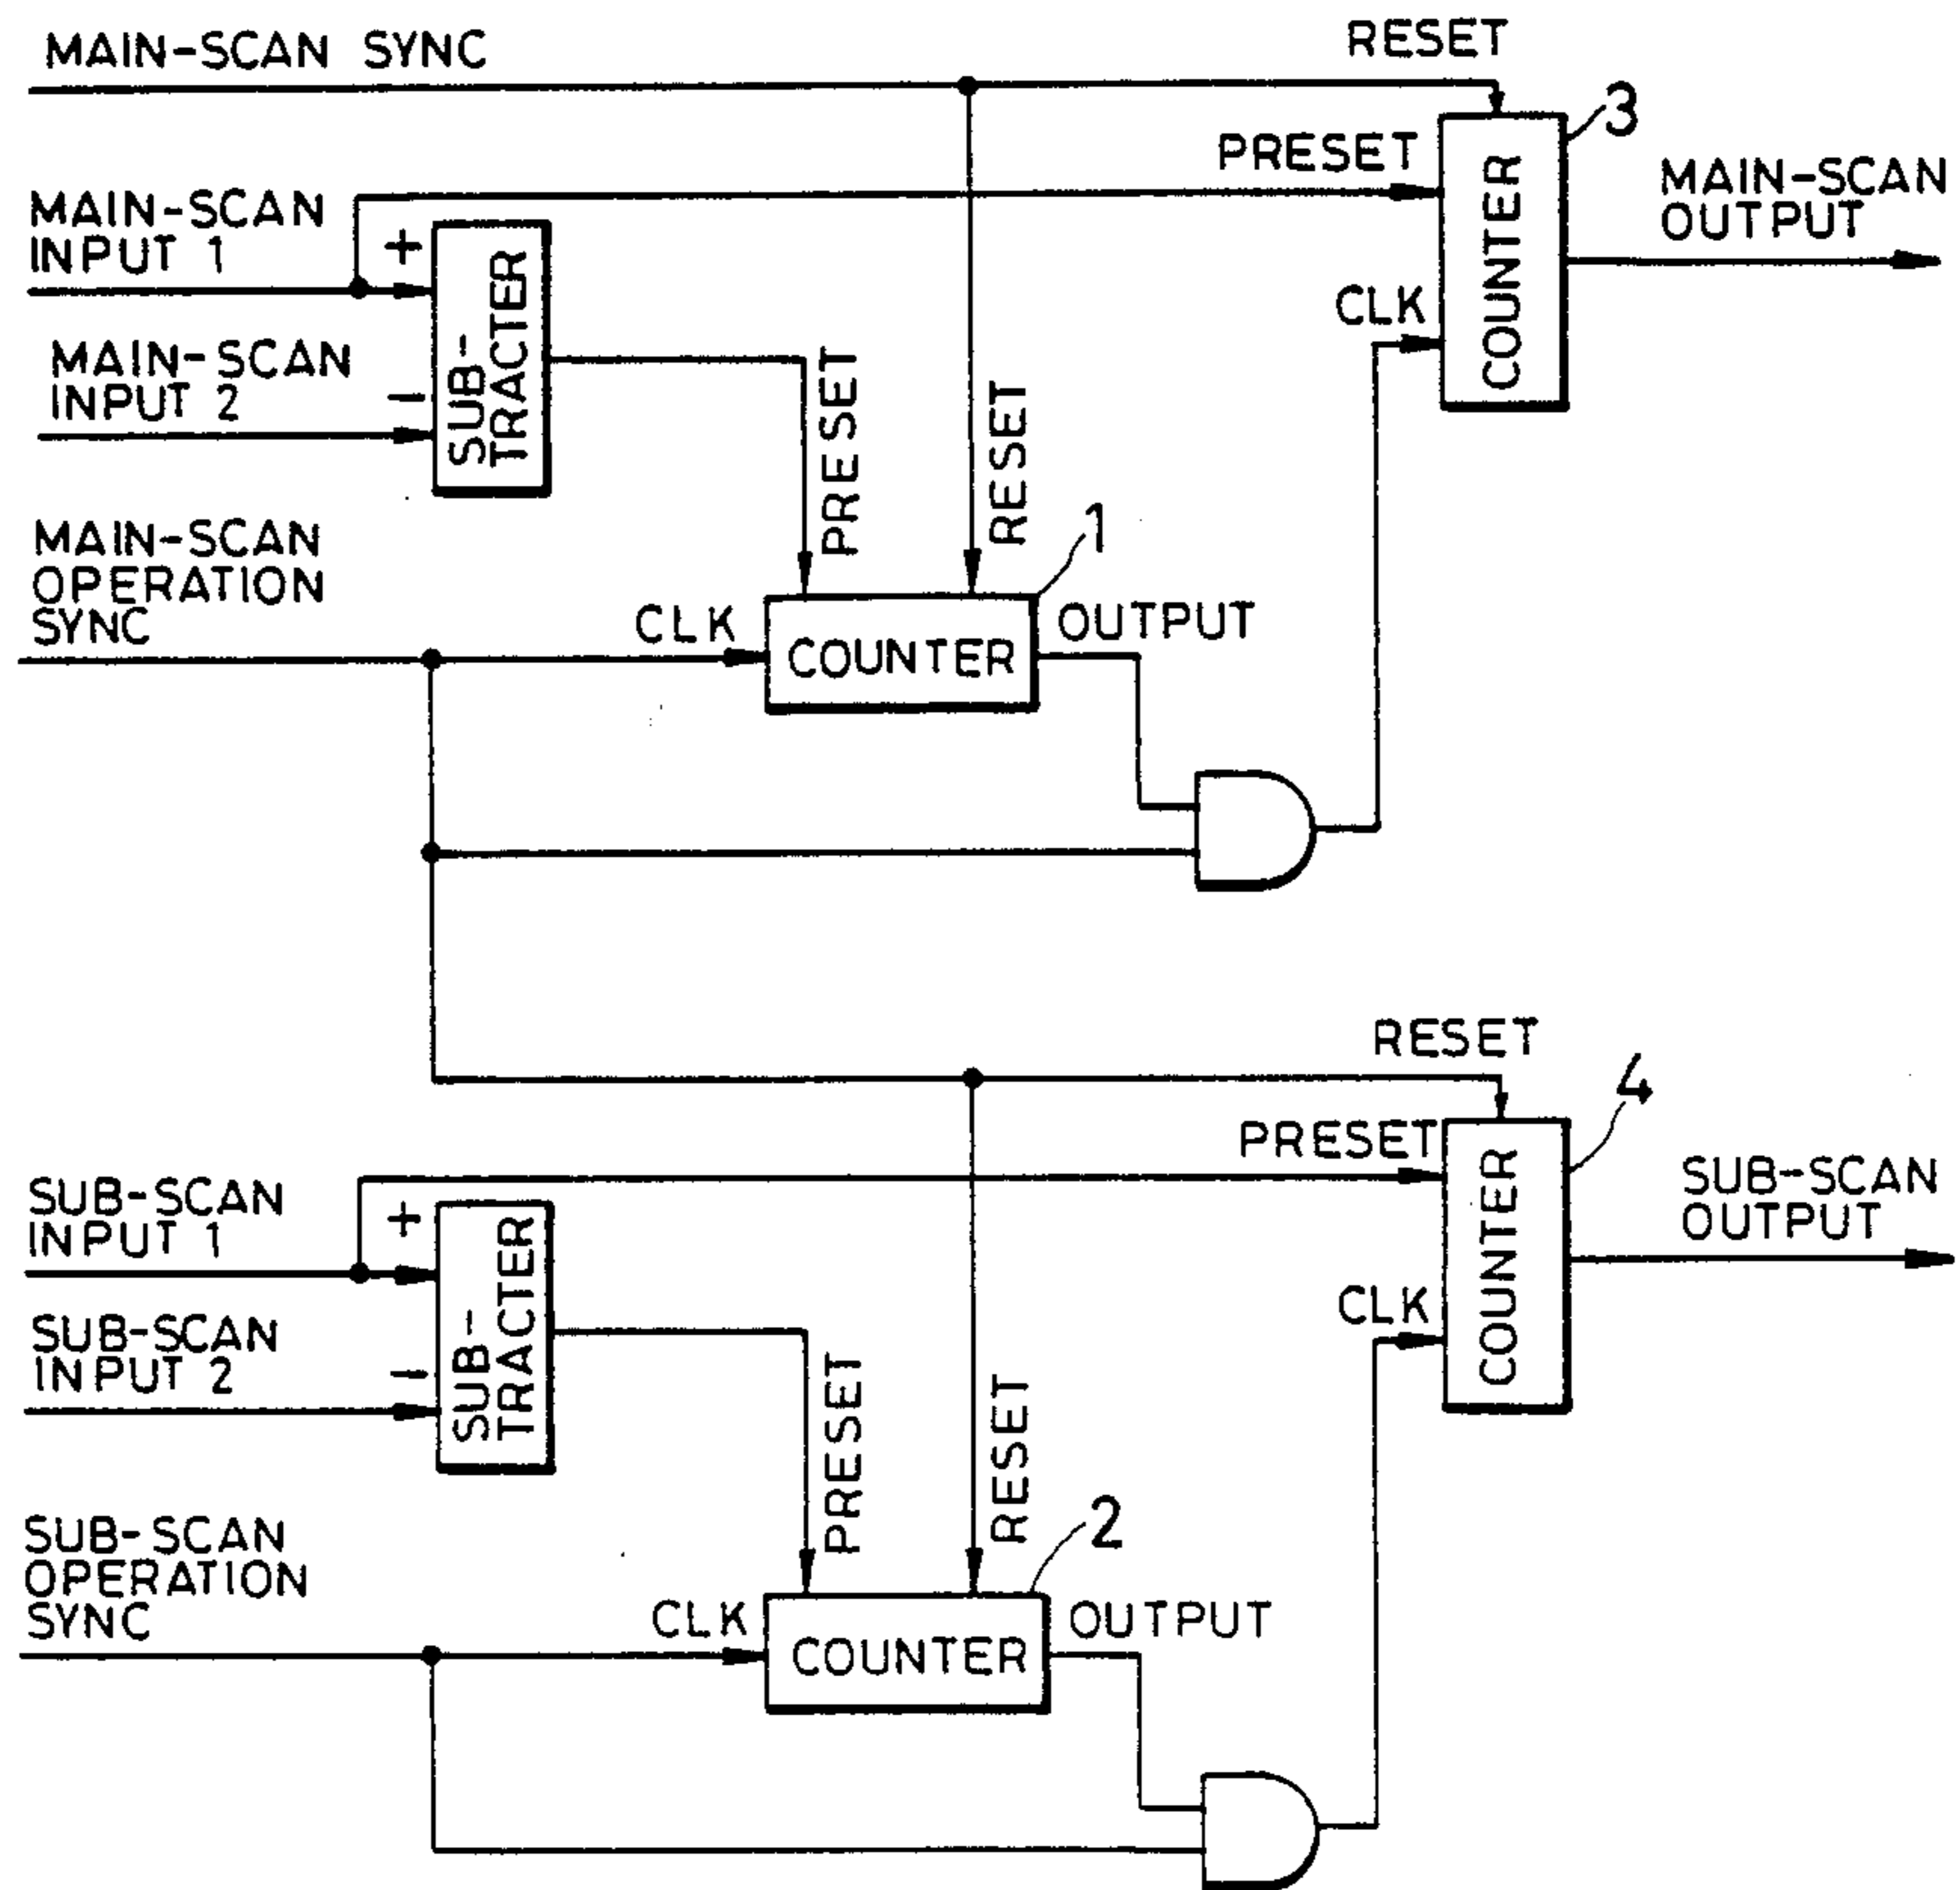 MAIN-SCAN SYNC
RESET
3
PRESET
MAIN-SCAN
OUTPUT
MAIN-SCAN
INPUT 1
+
COUNTER
CLK
MAIN-SCAN
INPUT 2
−
SUB-
TRACTER
PRESET
RESET
MAIN-SCAN
OPERATION
SYNC
1
CLK
COUNTER
OUTPUT
RESET
4
PRESET
SUB-SCAN
OUTPUT
SUB-SCAN
INPUT 1
+
COUNTER
CLK
SUB-SCAN
INPUT 2
−
SUB-
TRACTER
PRESET
RESET
SUB-SCAN
OPERATION
SYNC
2
CLK
COUNTER
OUTPUT